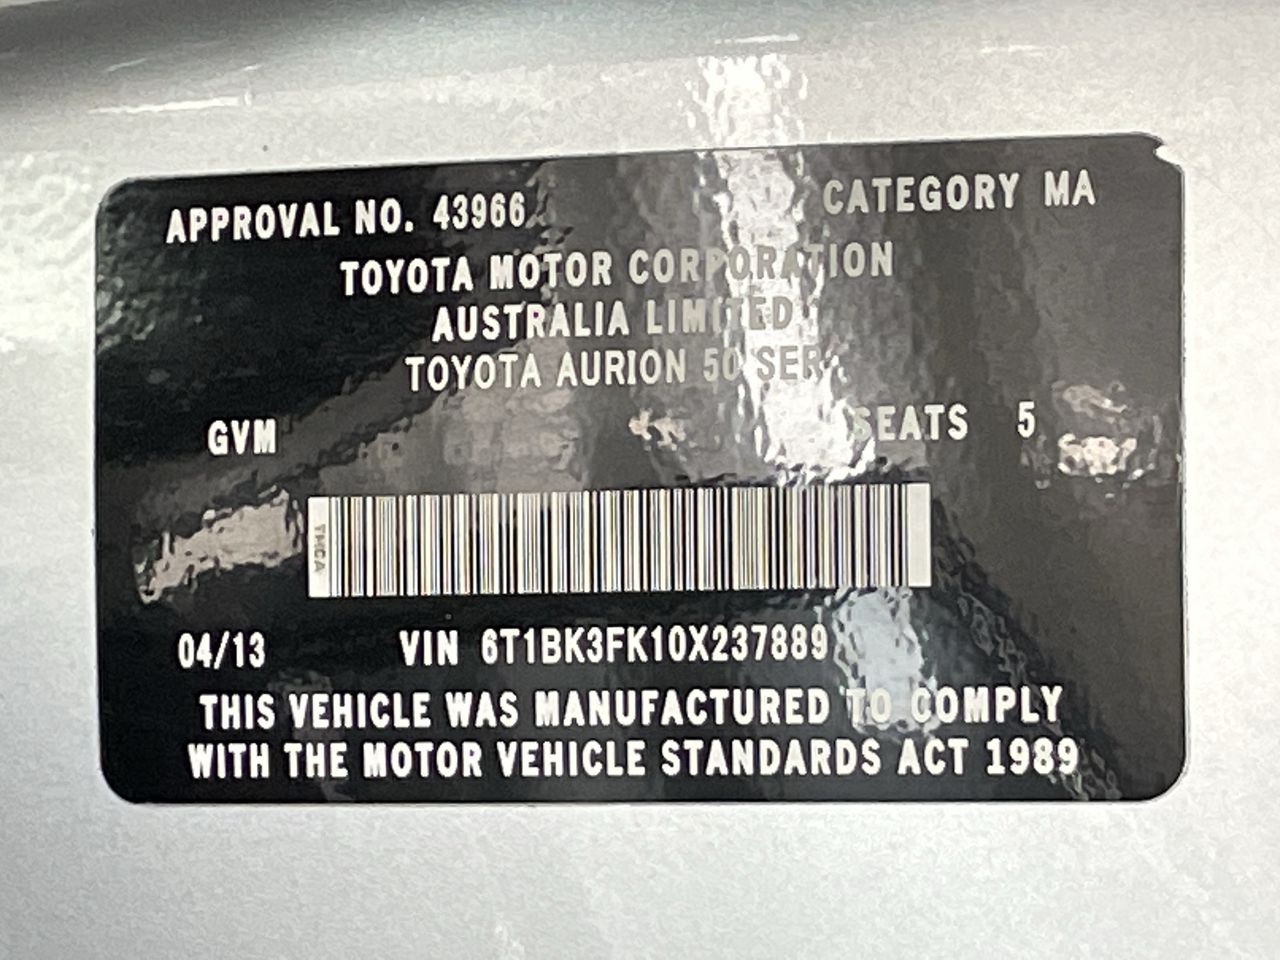 APPROVAL NO. 43966 CATEGORY MA
TOYOTA MOTOR CORPORATION
AUSTRALIA LIMITED
TOYOTA AURION 50 SER.
GVM SEATS 5
TMCA
04/13 VIN 6T1BK3FK10X237889
THIS VEHICLE WAS MANUFACTURED TO COMPLY
WITH THE MOTOR VEHICLE STANDARDS ACT 1989